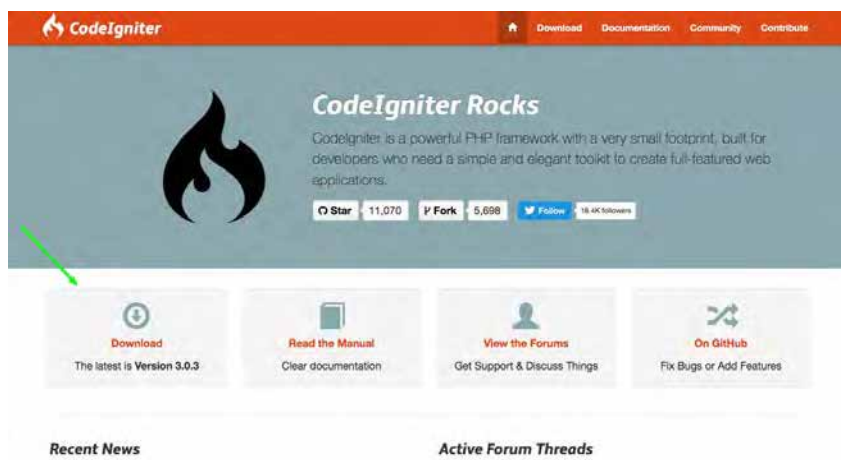 CodeIgniter
Download Documentation Community Contribute
CodeIgniter Rocks
CodeIgniter is a powerful PHP framework with a very small footprint, built for
developers who need a simple and elegant toolkit to create full-featured web
applications.
Star 11,070 Fork 5,698 Follow 18.4K followers
Download Read the Manual View the Forums On GitHub
The latest is Version 3.0.3 Clear documentation Get Support & Discuss Things Fix Bugs or Add Features
Recent News Active Forum Threads